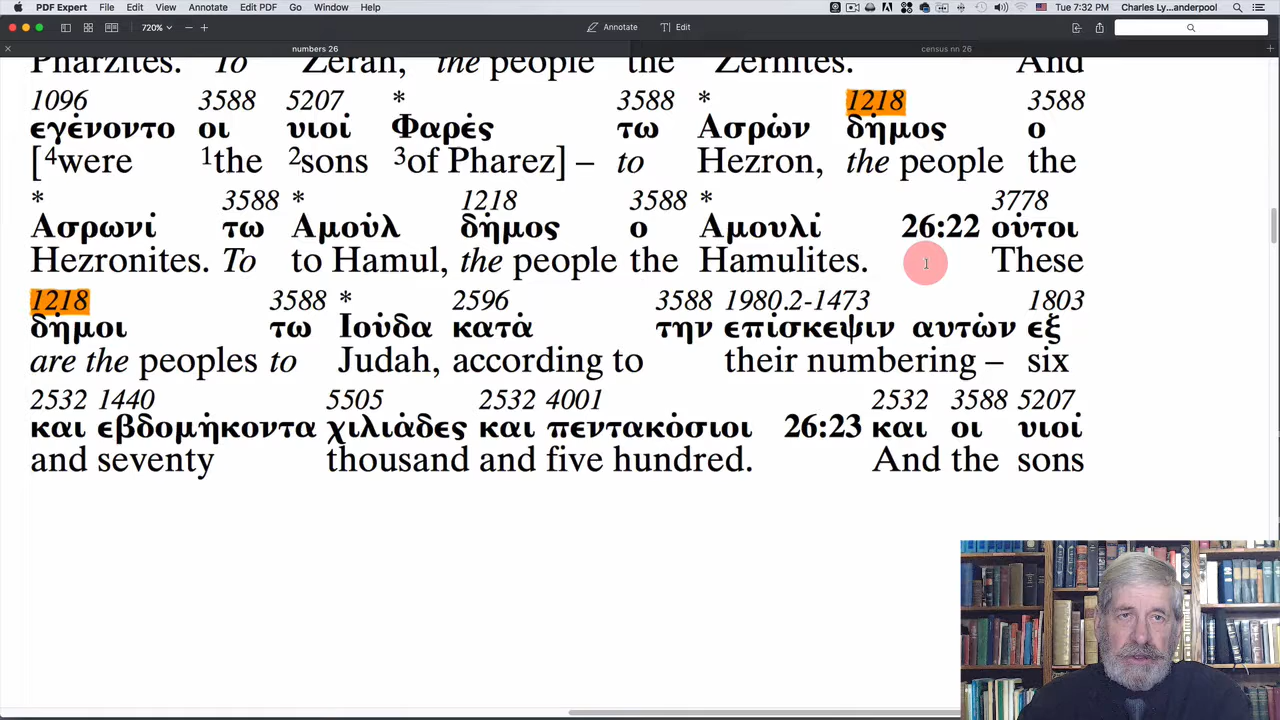 PDF Expert File Edit View Annotate Edit PDF Go Window Help Tue 7:32 PM Charles Ly...anderpool
720% Annotate Edit
numbers 26 census nn 26
Pharzites. To Zerah, the people the Zerhites. And
1096 3588 5207 * 3588 * 1218 3588
εγένοντο οι υιοί Φαρές τω Ασρών δήμος ο
[4were 1the 2sons 3of Pharez] – to Hezron, the people the
* 3588 * 1218 3588 * 3778
Ασρωνί τω Αμούλ δήμος ο Αμουλί 26:22 ούτοι
Hezronites. To to Hamul, the people the Hamulites. These
1218 3588 * 2596 3588 1980.2-1473 1803
δήμοι τω Ιούδα κατά την επίσκεψιν αυτών εξ
are the peoples to Judah, according to their numbering – six
2532 1440 5505 2532 4001 2532 3588 5207
και εβδομήκοντα χιλιάδες και πεντακόσιοι 26:23 και οι υιοί
and seventy thousand and five hundred. And the sons